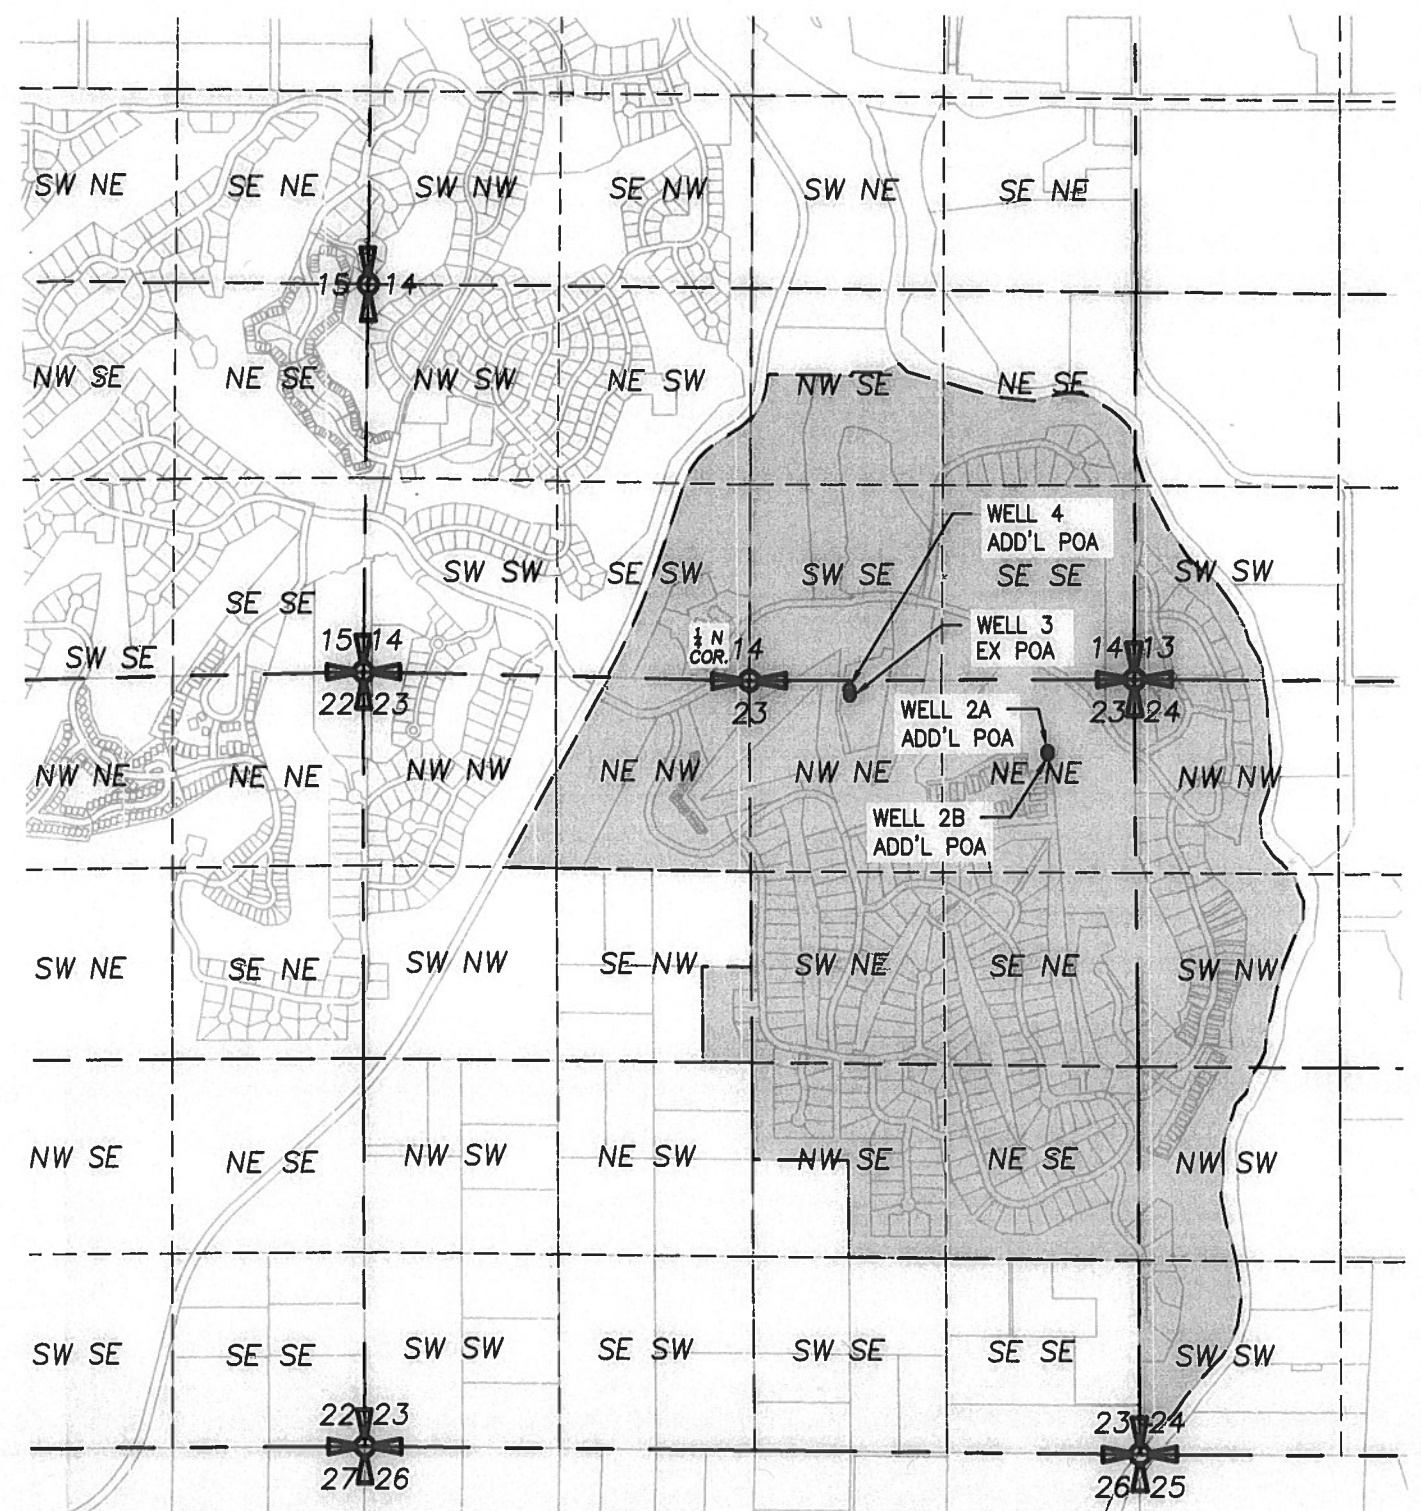 SW NE
SE NE
SW NW
SE NW
SW NE
SE NE
15 14
NW SE
NE SE
NW SW
NE SW
NW SE
NE SE
WELL 4
ADD'L POA
SW SW
SE SW
SW SE
SE SE
SW SW
SE SE
WELL 3
EX POA
SW SE
15 14
22 23
¼ N
COR.
14
23
14 13
23 24
WELL 2A
ADD'L POA
NW NE
NE NE
NW NW
NE NW
NW NE
NE NE
NW NW
WELL 2B
ADD'L POA
SW NE
SE NE
SW NW
SE NW
SW NE
SE NE
SW NW
NW SE
NE SE
NW SW
NE SW
NW SE
NE SE
NW SW
SW SE
SE SE
SW SW
SE SW
SW SE
SE SE
SW SW
22 23
27 26
23 24
26 25